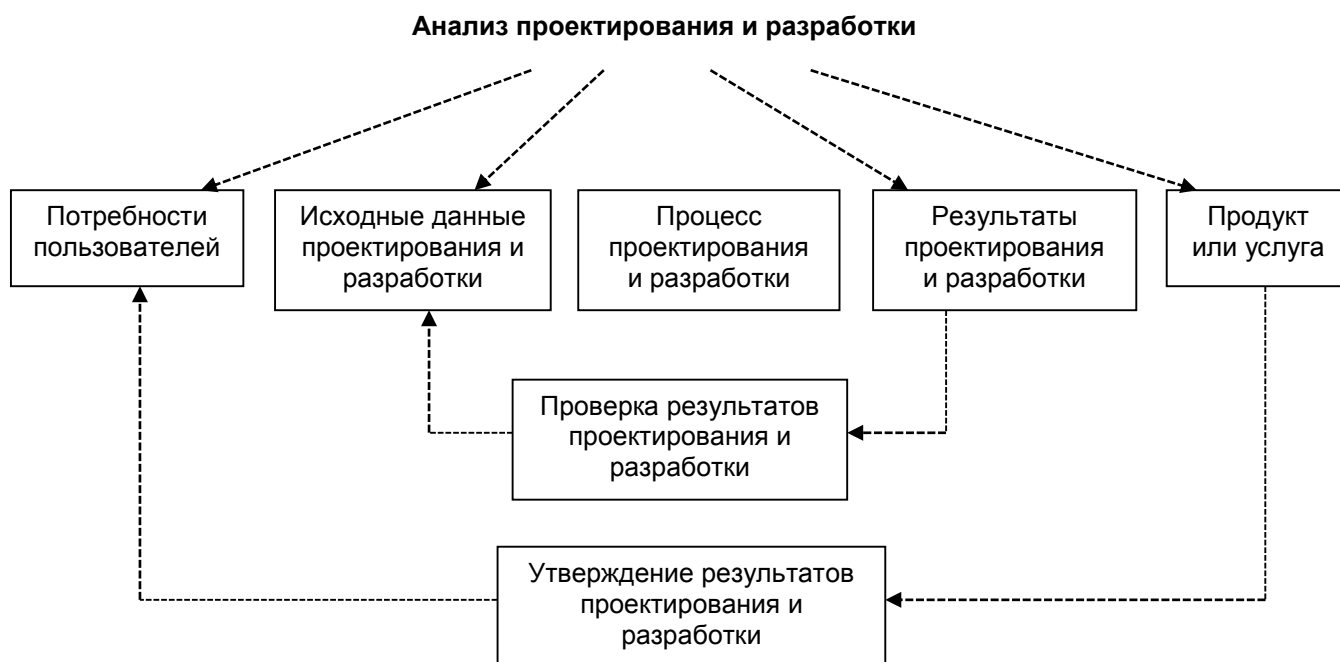 Анализ проектирования и разработки
Потребности
пользователей
Исходные данные
проектирования и
разработки
Процесс
проектирования
и разработки
Результаты
проектирования
и разработки
Продукт
или услуга
Проверка результатов
проектирования и
разработки
Утверждение результатов
проектирования и
разработки